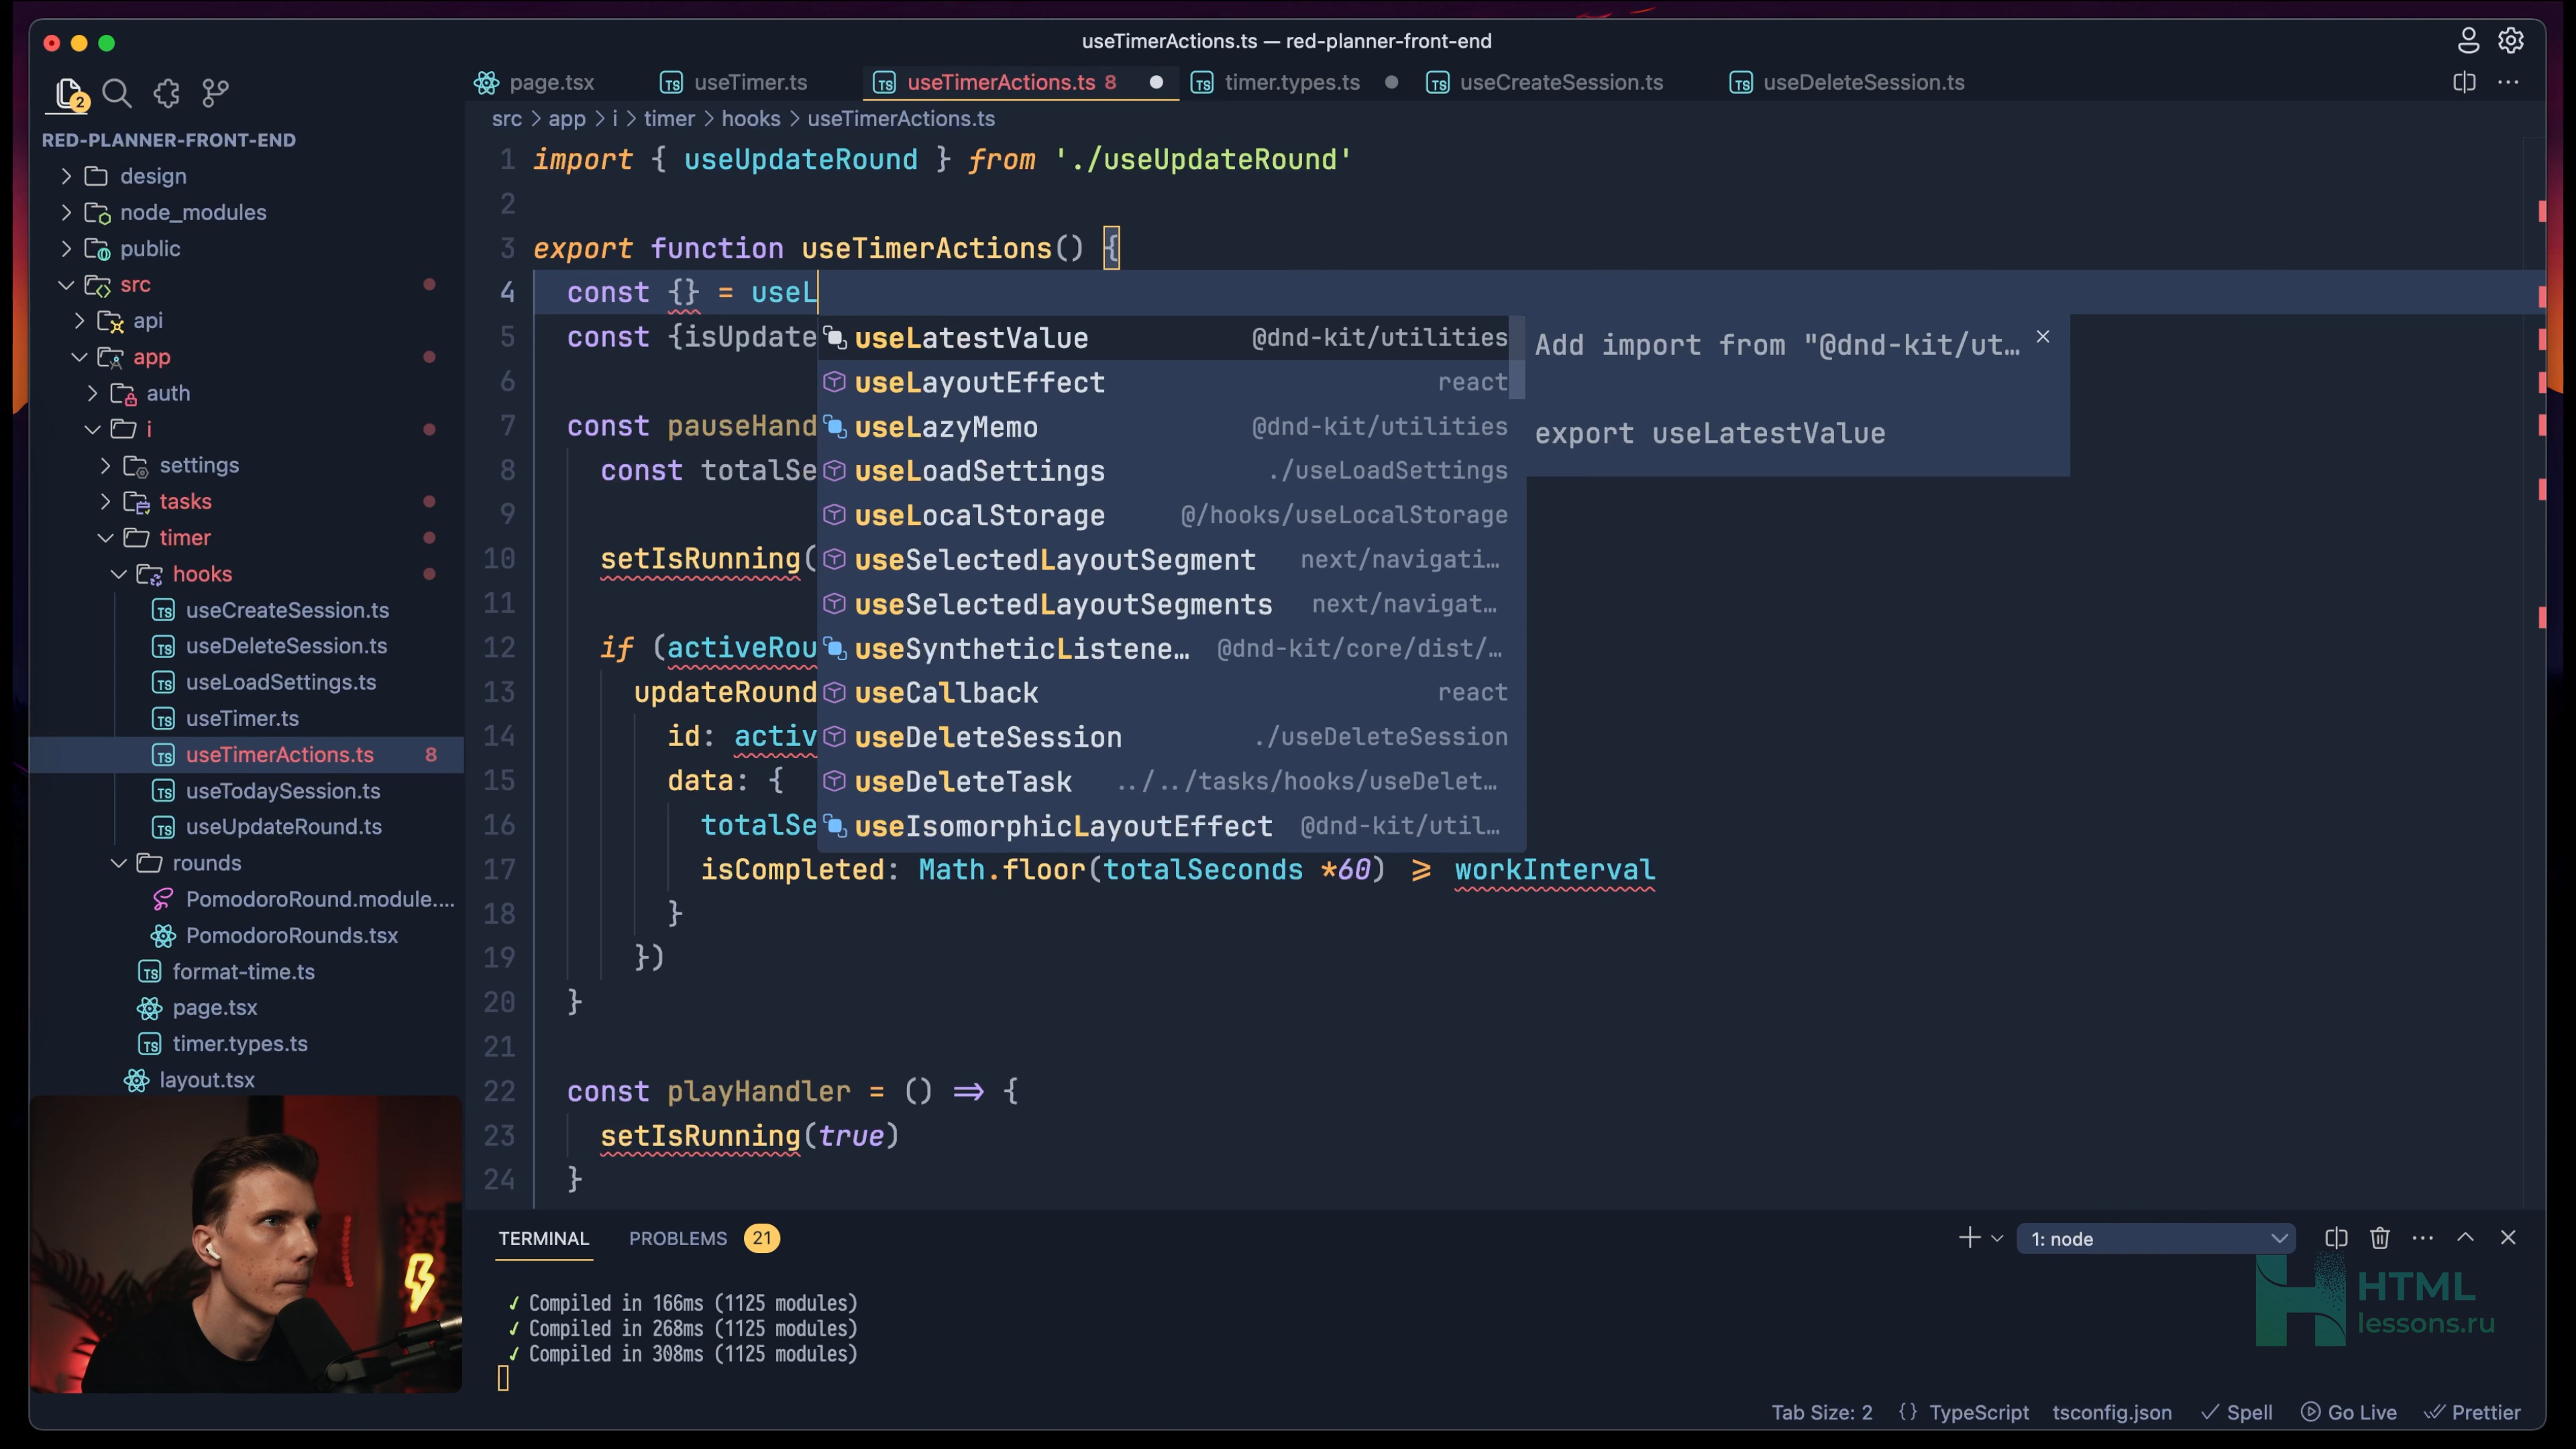 useTimerActions.ts — red-planner-front-end
2
page.tsx
useTimer.ts
useTimerActions.ts 8
timer.types.ts
useCreateSession.ts
useDeleteSession.ts
src > app > i > timer > hooks > useTimerActions.ts
RED-PLANNER-FRONT-END
design
node_modules
public
src
api
app
auth
i
settings
tasks
timer
hooks
useCreateSession.ts
useDeleteSession.ts
useLoadSettings.ts
useTimer.ts
useTimerActions.ts 8
useTodaySession.ts
useUpdateRound.ts
rounds
PomodoroRound.module....
PomodoroRounds.tsx
format-time.ts
page.tsx
timer.types.ts
layout.tsx
1 import { useUpdateRound } from './useUpdateRound'
2
3 export function useTimerActions() {
4 const {} = useL
5 const {isUpdate
6
7 const pauseHand
8 const totalSe
9
10 setIsRunning(
11
12 if (activeRou
13 updateRound
14 id: activ
15 data: {
16 totalSe
17 isCompleted: Math.floor(totalSeconds *60) ≥ workInterval
18 }
19 })
20 }
21
22 const playHandler = () ⇒ {
23 setIsRunning(true)
24 }
useLatestValue @dnd-kit/utilities
useLayoutEffect react
useLazyMemo @dnd-kit/utilities
useLoadSettings ./useLoadSettings
useLocalStorage @/hooks/useLocalStorage
useSelectedLayoutSegment next/navigati…
useSelectedLayoutSegments next/navigat…
useSyntheticListene… @dnd-kit/core/dist/…
useCallback react
useDeleteSession ./useDeleteSession
useDeleteTask ../../tasks/hooks/useDelet…
useIsomorphicLayoutEffect @dnd-kit/util…
Add import from "@dnd-kit/ut…
export useLatestValue
TERMINAL PROBLEMS 21
1: node
✓ Compiled in 166ms (1125 modules)
✓ Compiled in 268ms (1125 modules)
✓ Compiled in 308ms (1125 modules)
HTML
lessons.ru
Tab Size: 2 {} TypeScript tsconfig.json ✓ Spell Go Live Prettier